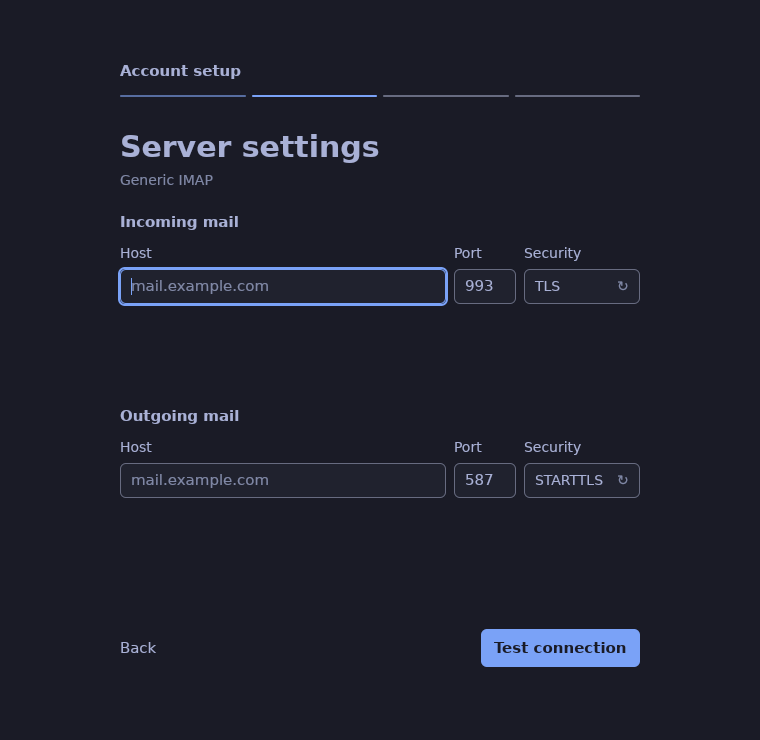 Account setup
Server settings
Generic IMAP
Incoming mail
Host Port Security
mail.example.com 993 TLS ↻
Outgoing mail
Host Port Security
mail.example.com 587 STARTTLS ↻
Back Test connection